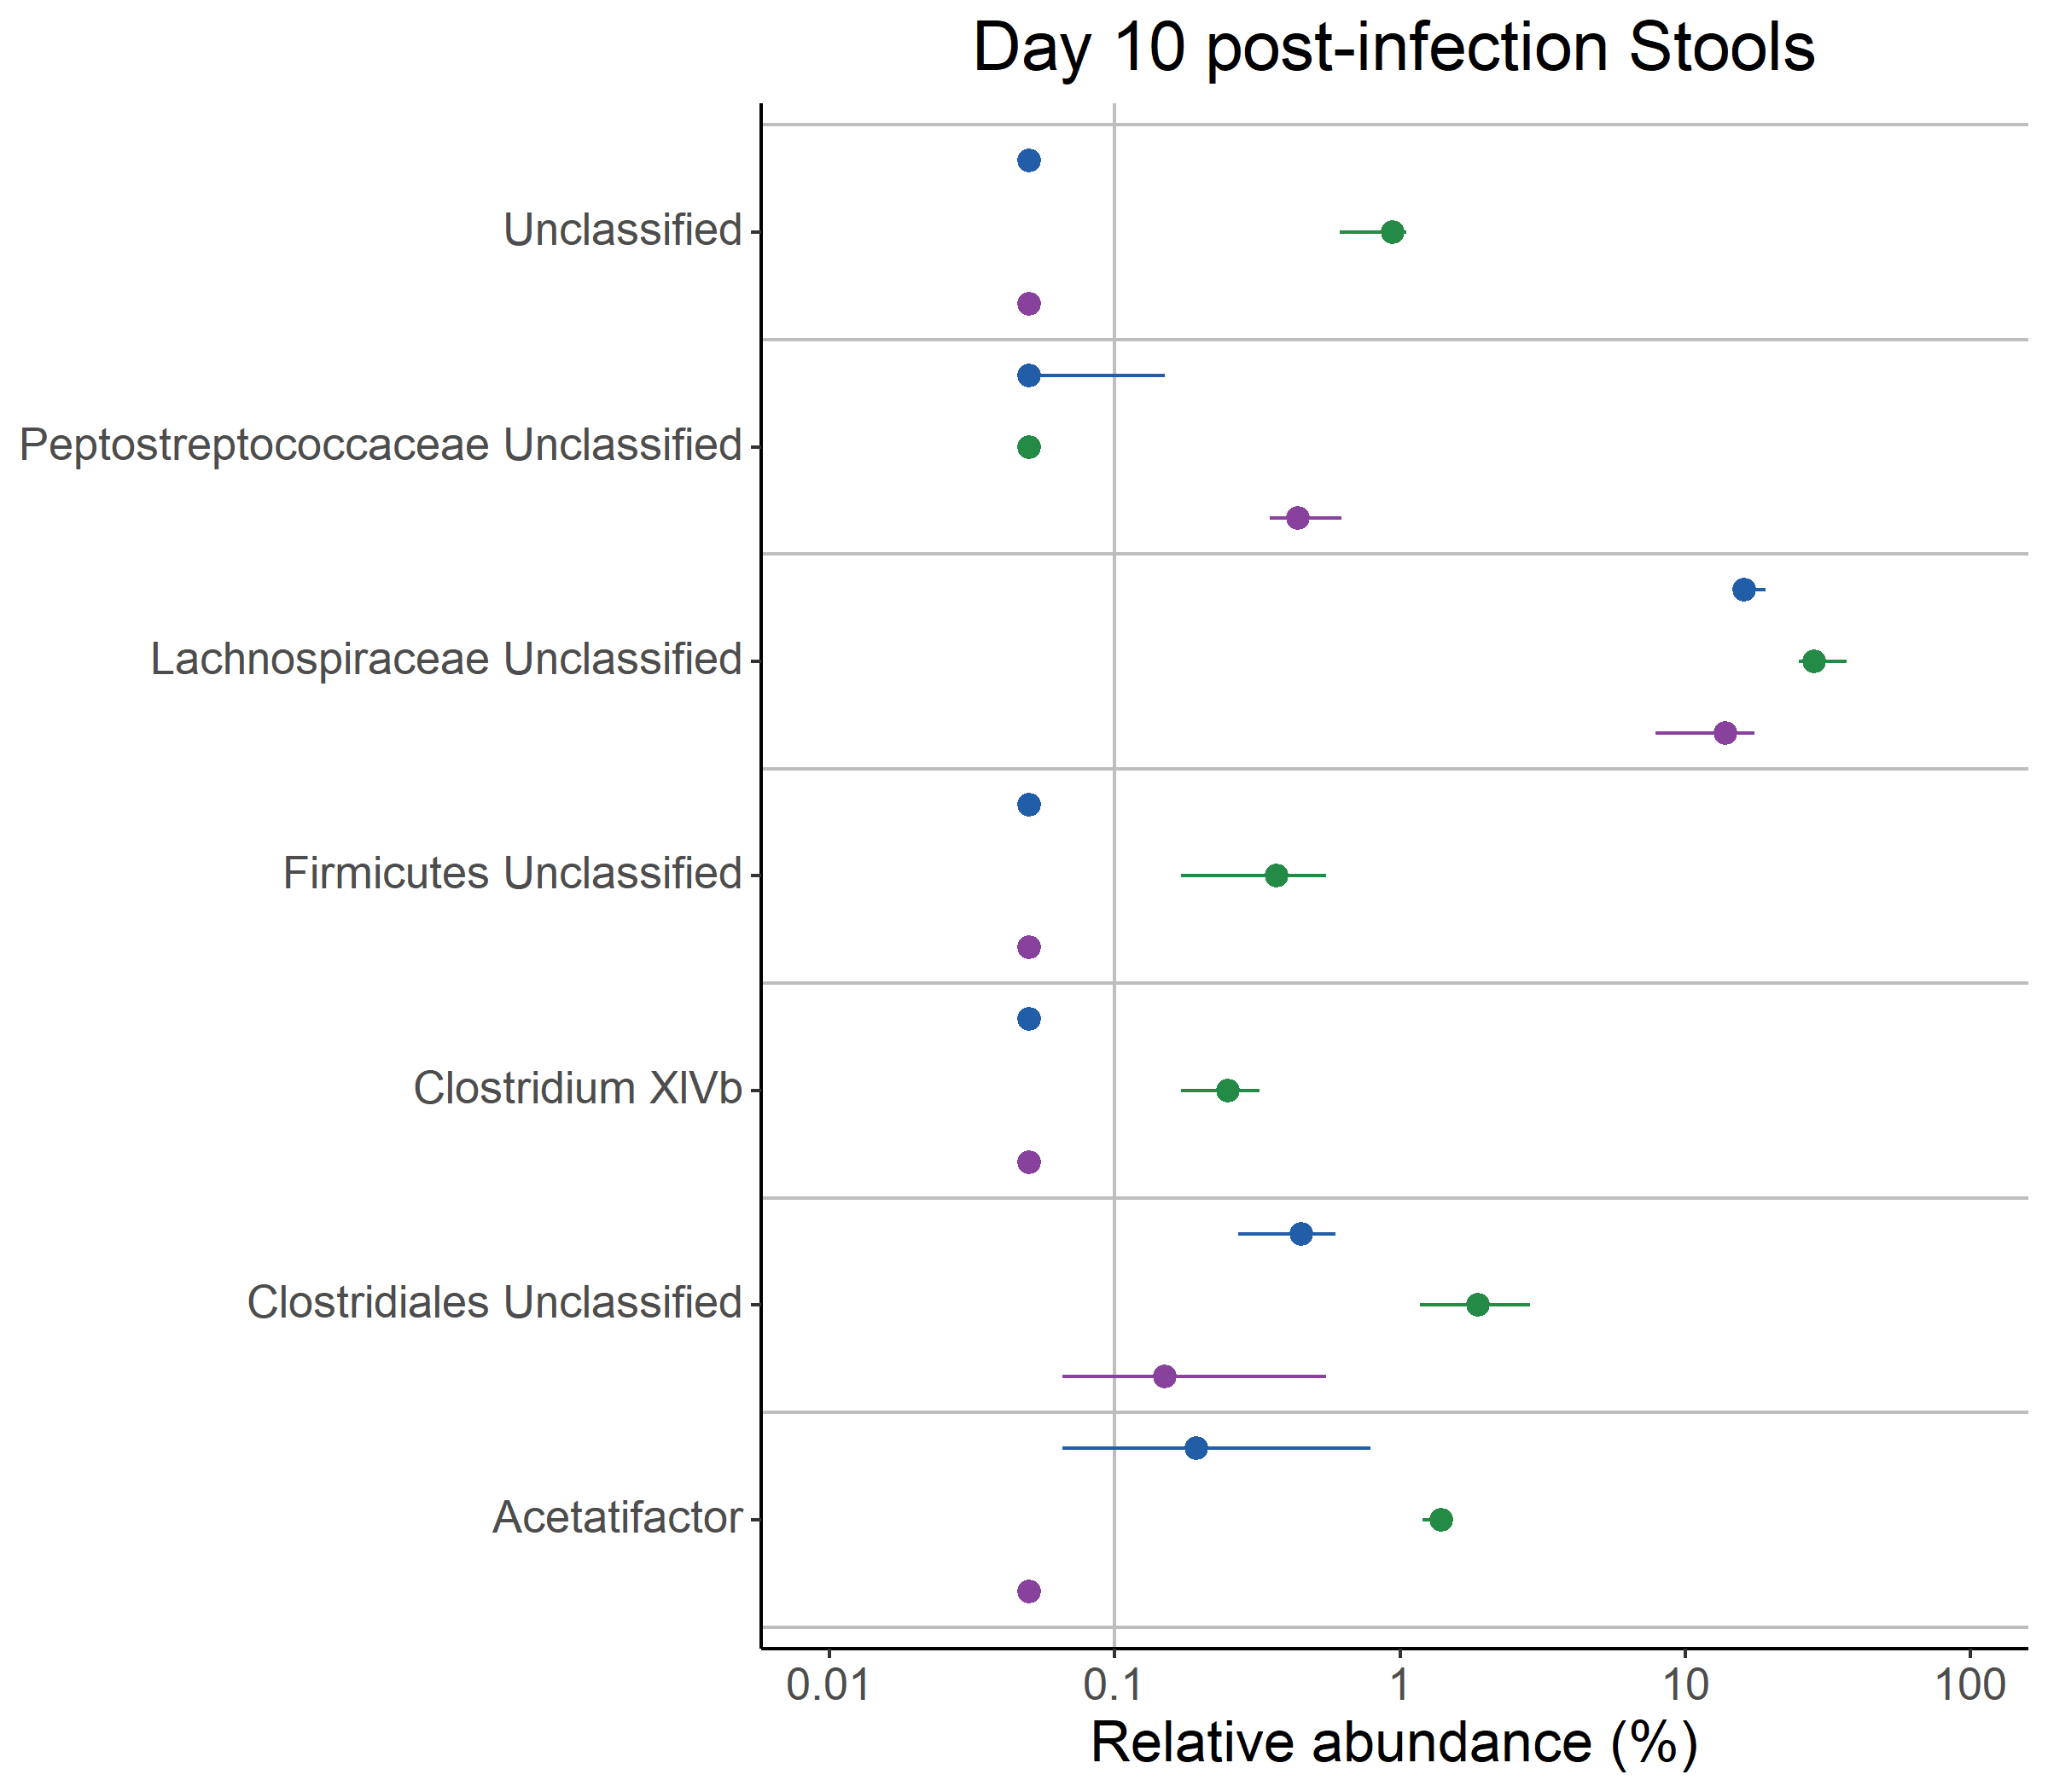 Day 10 post-infection Stools
Unclassified
Peptostreptococcaceae Unclassified
Lachnospiraceae Unclassified
Firmicutes Unclassified
Clostridium XlVb
Clostridiales Unclassified
Acetatifactor
0.01 0.1 1 10 100
Relative abundance (%)